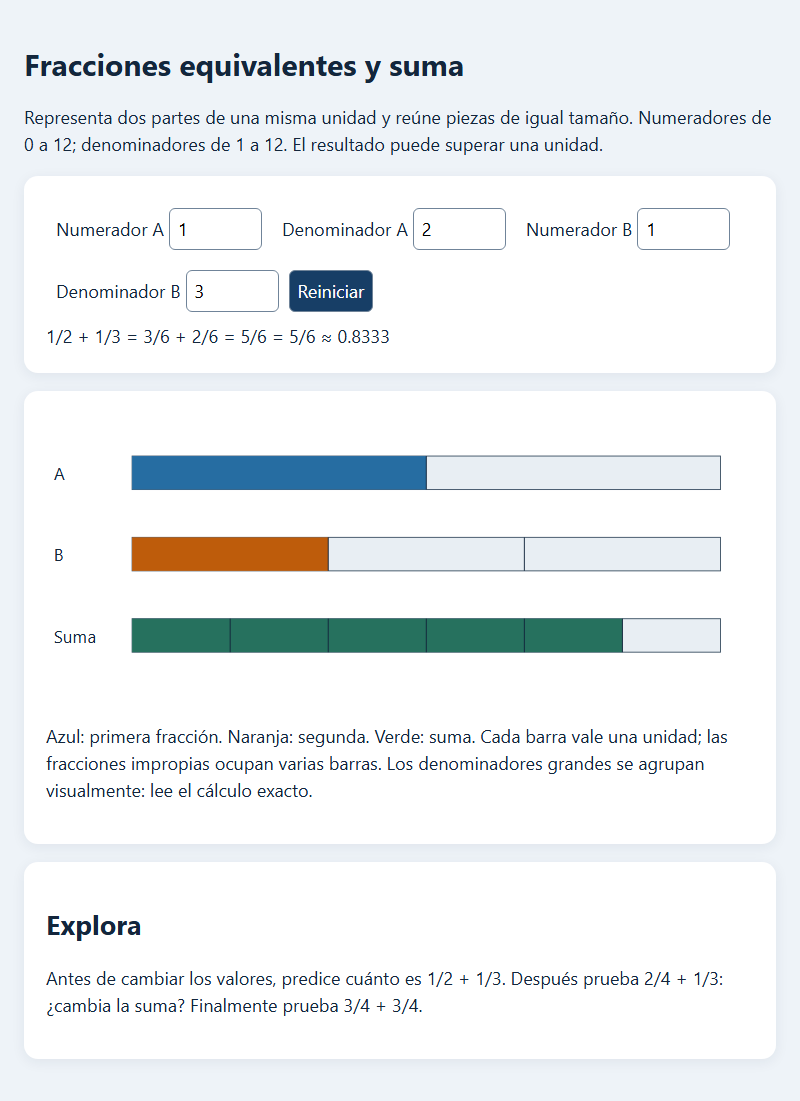 Fracciones equivalentes y suma
Representa dos partes de una misma unidad y reúne piezas de igual tamaño. Numeradores de
0 a 12; denominadores de 1 a 12. El resultado puede superar una unidad.
Numerador A 1 Denominador A 2 Numerador B 1
Denominador B 3 Reiniciar
1/2 + 1/3 = 3/6 + 2/6 = 5/6 = 5/6 ≈ 0.8333
A
B
Suma
Azul: primera fracción. Naranja: segunda. Verde: suma. Cada barra vale una unidad; las
fracciones impropias ocupan varias barras. Los denominadores grandes se agrupan
visualmente: lee el cálculo exacto.
Explora
Antes de cambiar los valores, predice cuánto es 1/2 + 1/3. Después prueba 2/4 + 1/3:
¿cambia la suma? Finalmente prueba 3/4 + 3/4.